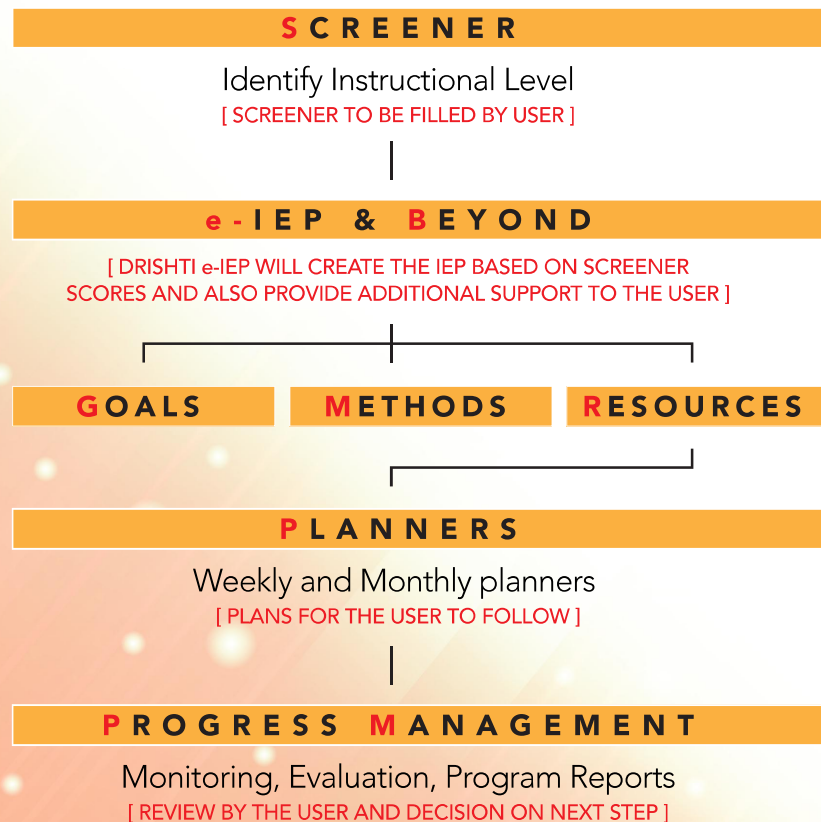 SCREENER
Identify Instructional Level
[ SCREENER TO BE FILLED BY USER ]
e-IEP & BEYOND
[ DRISHTI e-IEP WILL CREATE THE IEP BASED ON SCREENER
SCORES AND ALSO PROVIDE ADDITIONAL SUPPORT TO THE USER ]
GOALS METHODS RESOURCES
PLANNERS
Weekly and Monthly planners
[ PLANS FOR THE USER TO FOLLOW ]
PROGRESS MANAGEMENT
Monitoring, Evaluation, Program Reports
[ REVIEW BY THE USER AND DECISION ON NEXT STEP ]